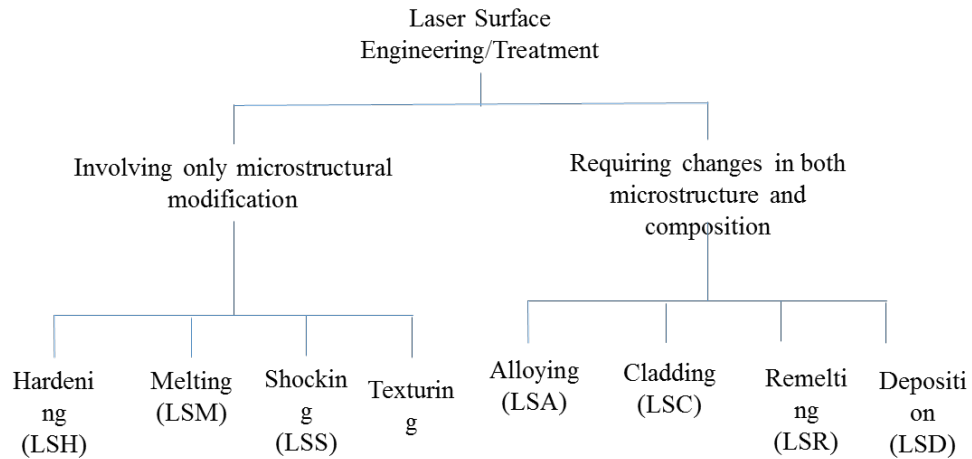 Laser Surface
Engineering/Treatment
Involving only microstructural
modification
Requiring changes in both
microstructure and
composition
Hardeni
ng
(LSH)
Melting
(LSM)
Shockin
g
(LSS)
Texturin
g
Alloying
(LSA)
Cladding
(LSC)
Remelti
ng
(LSR)
Depositi
on
(LSD)